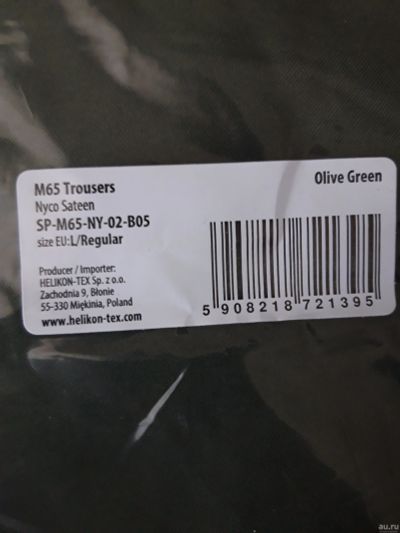 M65 Trousers
Olive Green
Nyco Sateen
SP-M65-NY-02-B05
size EU:L/Regular
Producer / Importer:
HELIKON-TEX Sp. z o.o.
Zachodnia 9, Błonie
55-330 Miękinia, Poland
www.helikon-tex.com
5 908218 721395
au.ru